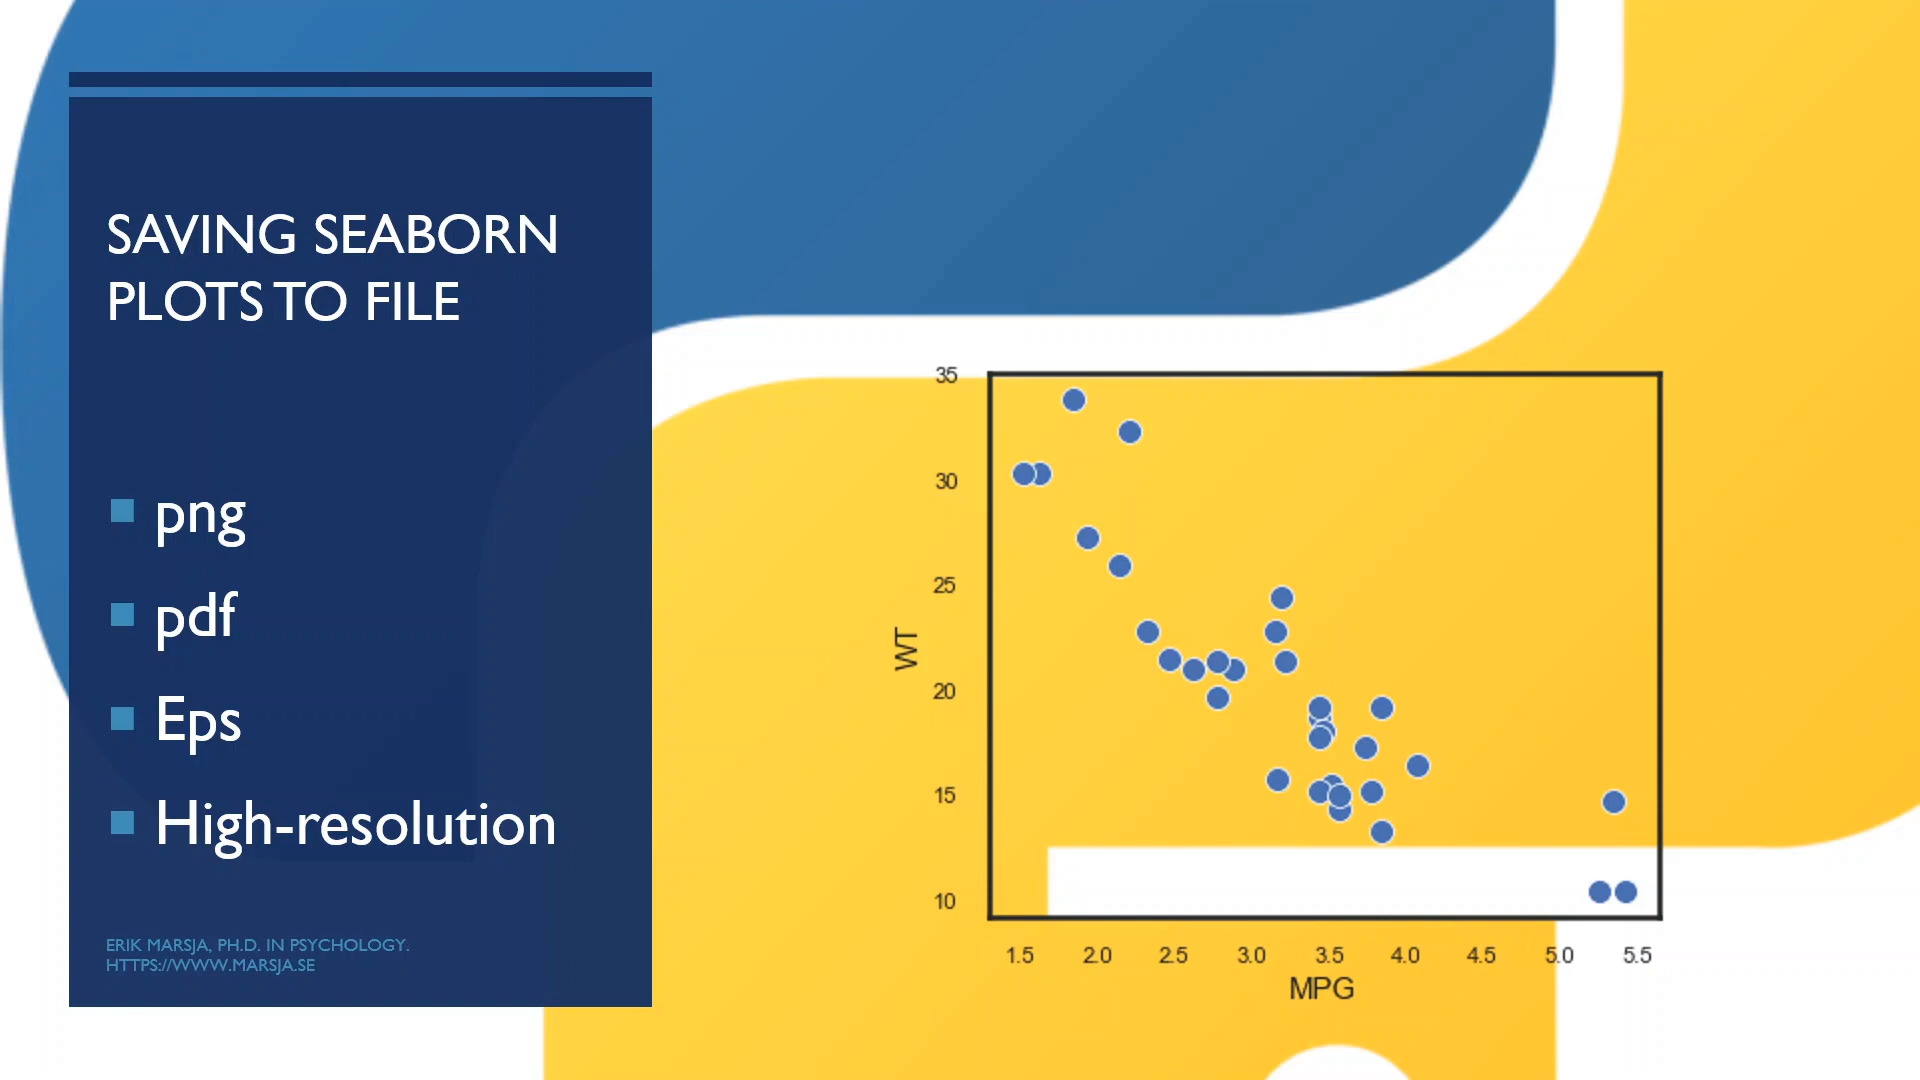 SAVING SEABORN
PLOTS TO FILE
png
pdf
Eps
High-resolution
ERIK MARSJA, PH.D. IN PSYCHOLOGY.
HTTPS://WWW.MARSJA.SE
35
30
25
20
15
10
WT
1.5 2.0 2.5 3.0 3.5 4.0 4.5 5.0 5.5
MPG